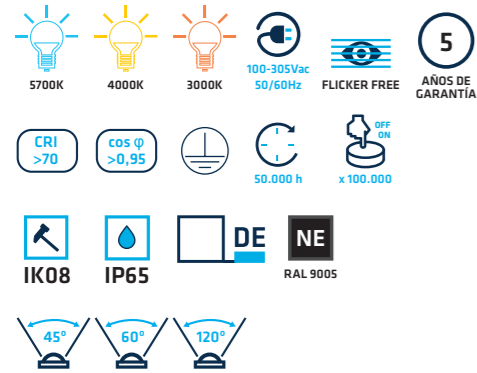 5700K
4000K
3000K
100-305Vac
50/60Hz
FLICKER FREE
5
AÑOS DE
GARANTÍA
CRI
>70
cos φ
>0,95
50.000 h
OFF
ON
x 100.000
IK08
IP65
DE
NE
RAL 9005
45°
60°
120°